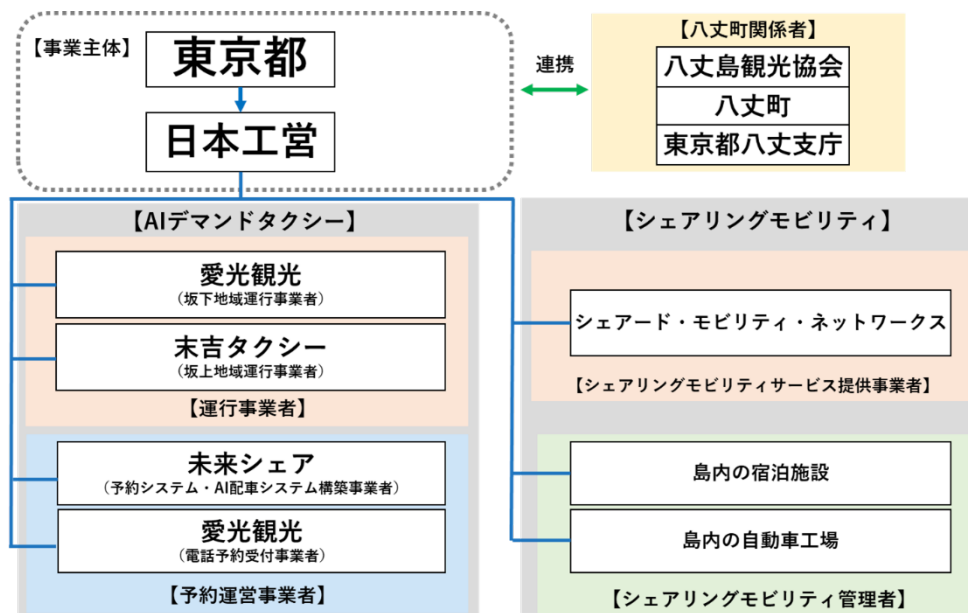 【事業主体】
東京都
日本工営
連携
【八丈町関係者】
八丈島観光協会
八丈町
東京都八丈支庁
【AIデマンドタクシー】
愛光観光
（坂下地域運行事業者）
末吉タクシー
（坂上地域運行事業者）
【運行事業者】
未来シェア
（予約システム・AI配車システム構築事業者）
愛光観光
（電話予約受付事業者）
【予約運営事業者】
【シェアリングモビリティ】
シェアード・モビリティ・ネットワークス
【シェアリングモビリティサービス提供事業者】
島内の宿泊施設
島内の自動車工場
【シェアリングモビリティ管理者】